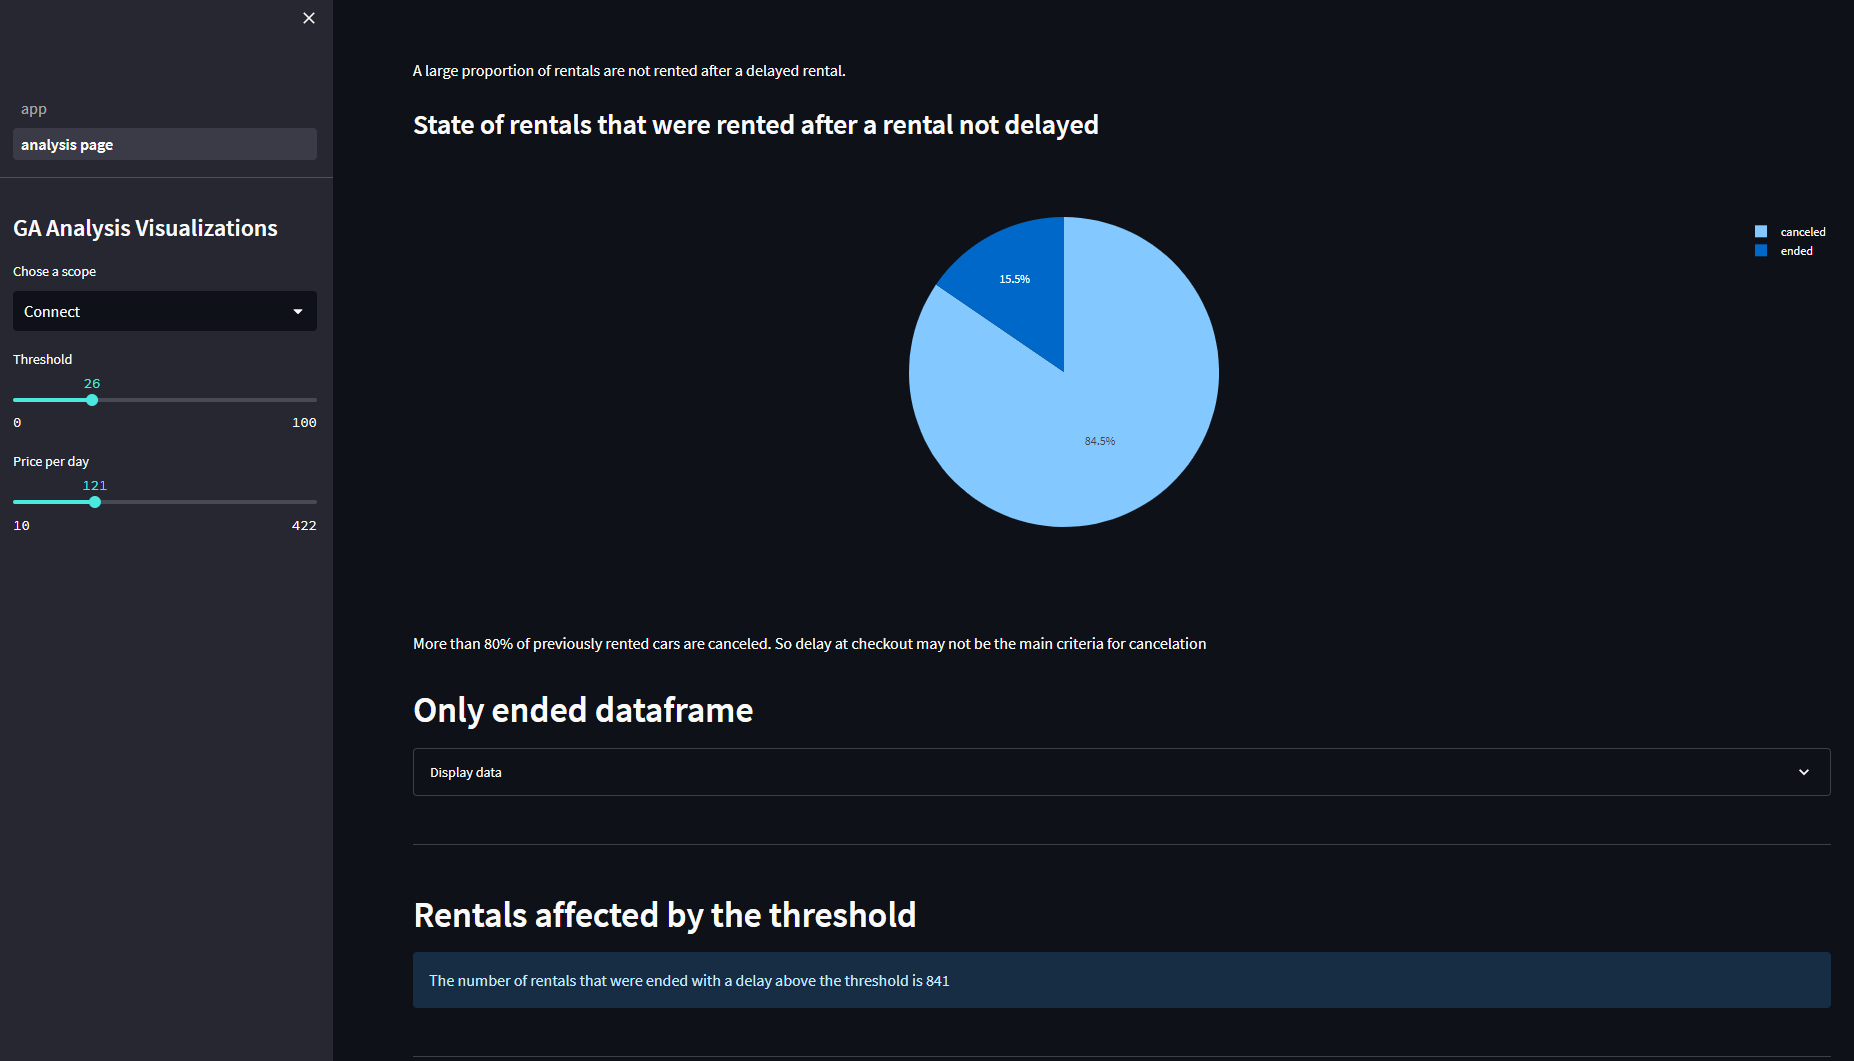 app
analysis page
GA Analysis Visualizations
Chose a scope
Connect
Threshold
26
0 100
Price per day
121
10 422
A large proportion of rentals are not rented after a delayed rental.
State of rentals that were rented after a rental not delayed
canceled
ended
15.5%
84.5%
More than 80% of previously rented cars are canceled. So delay at checkout may not be the main criteria for cancelation
Only ended dataframe
Display data
Rentals affected by the threshold
The number of rentals that were ended with a delay above the threshold is 841